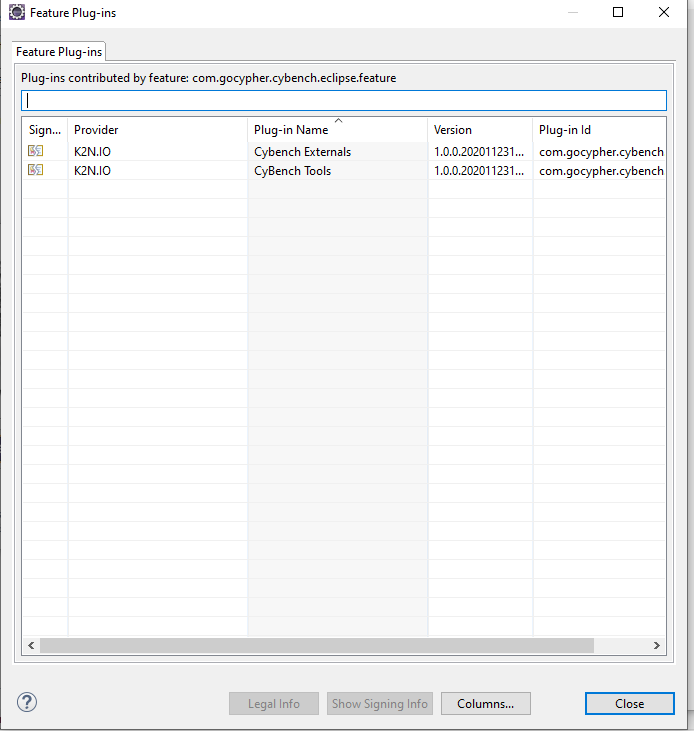 Feature Plug-ins
Feature Plug-ins
Plug-ins contributed by feature: com.gocypher.cybench.eclipse.feature
Sign... Provider Plug-in Name Version Plug-in Id
K2N.IO Cybench Externals 1.0.0.202011231... com.gocypher.cybench
K2N.IO CyBench Tools 1.0.0.202011231... com.gocypher.cybench
? Legal Info Show Signing Info Columns... Close